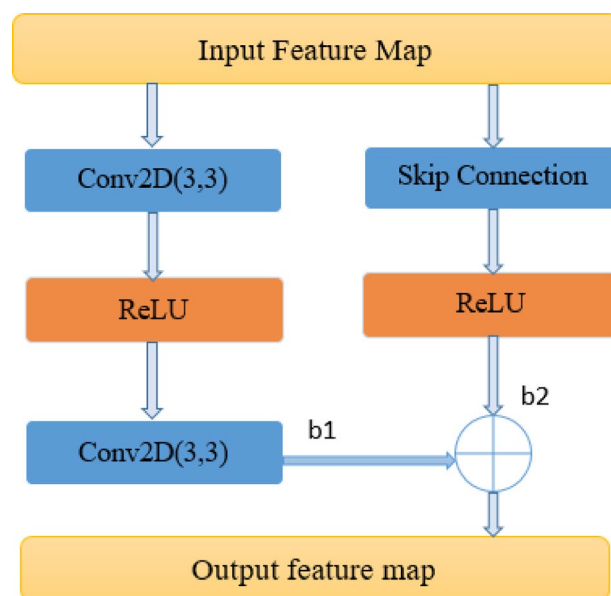 Input Feature Map
Conv2D(3,3)
Skip Connection
ReLU
ReLU
b2
b1
Conv2D(3,3)
Output feature map